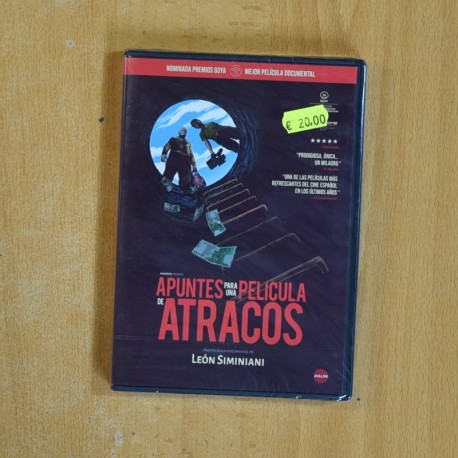 NOMINADA PREMIOS GOYA MEJOR PELÍCULA DOCUMENTAL
€ 20.00
★★★★★
"PRODIGIOSA, ÚNICA...
UN MILAGRO"
"UNA DE LAS PELÍCULAS MÁS
REFRESCANTES DEL CINE ESPAÑOL
EN LOS ÚLTIMOS AÑOS"
APUNTES PARA UNA PELÍCULA
DE ATRACOS
LEÓN SIMINIANI
AVALON